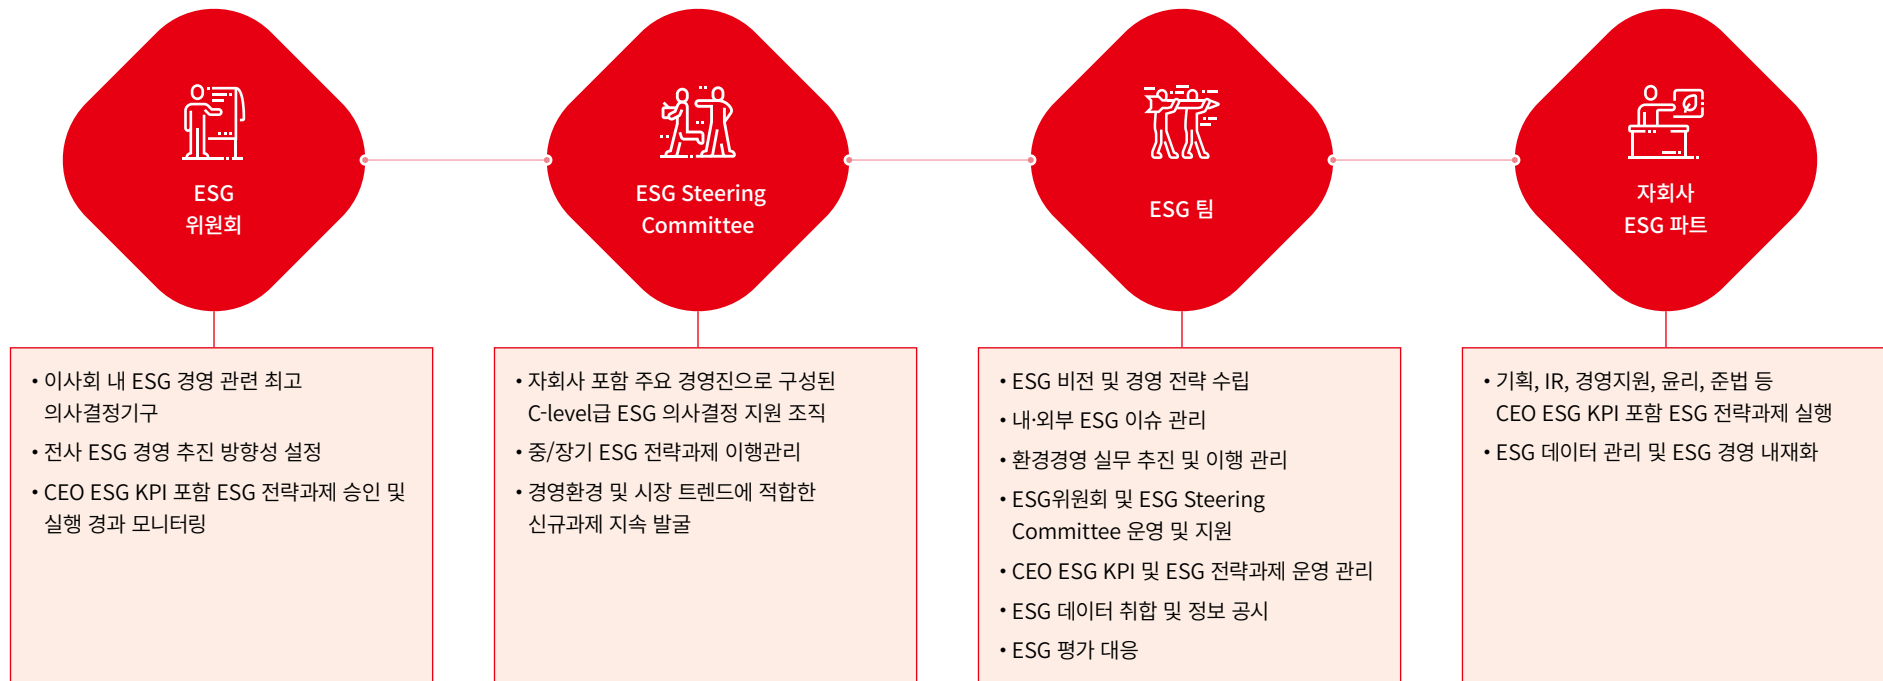 ESG
위원회
ESG Steering
Committee
ESG 팀
자회사
ESG 파트
• 이사회 내 ESG 경영 관련 최고
의사결정기구
• 전사 ESG 경영 추진 방향성 설정
• CEO ESG KPI 포함 ESG 전략과제 승인 및
실행 경과 모니터링
• 자회사 포함 주요 경영진으로 구성된
C-level급 ESG 의사결정 지원 조직
• 중/장기 ESG 전략과제 이행관리
• 경영환경 및 시장 트렌드에 적합한
신규과제 지속 발굴
• ESG 비전 및 경영 전략 수립
• 내·외부 ESG 이슈 관리
• 환경경영 실무 추진 및 이행 관리
• ESG위원회 및 ESG Steering
Committee 운영 및 지원
• CEO ESG KPI 및 ESG 전략과제 운영 관리
• ESG 데이터 취합 및 정보 공시
• ESG 평가 대응
• 기획, IR, 경영지원, 윤리, 준법 등
CEO ESG KPI 포함 ESG 전략과제 실행
• ESG 데이터 관리 및 ESG 경영 내재화